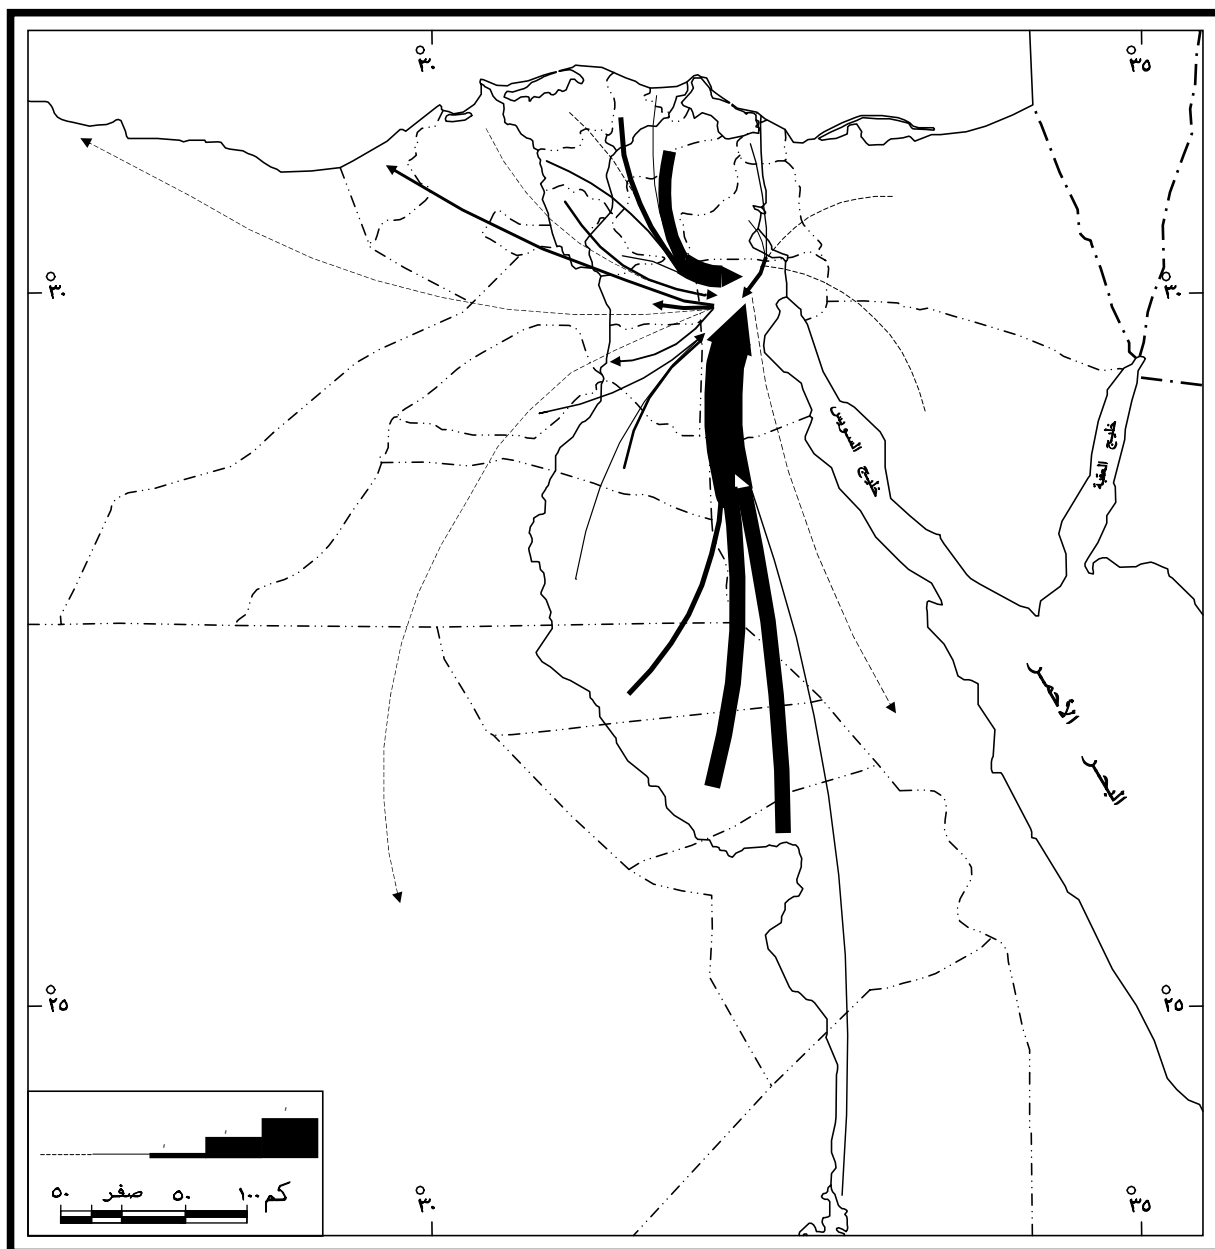 °٣٠
°٣٥
°٣٠
°٣٠
خليج السويس
خليج العقبة
البحر الأحمر
°٢٥
°٢٥
٥٠ صفر ٥٠ ١٠٠ كم
°٣٠
°٣٥